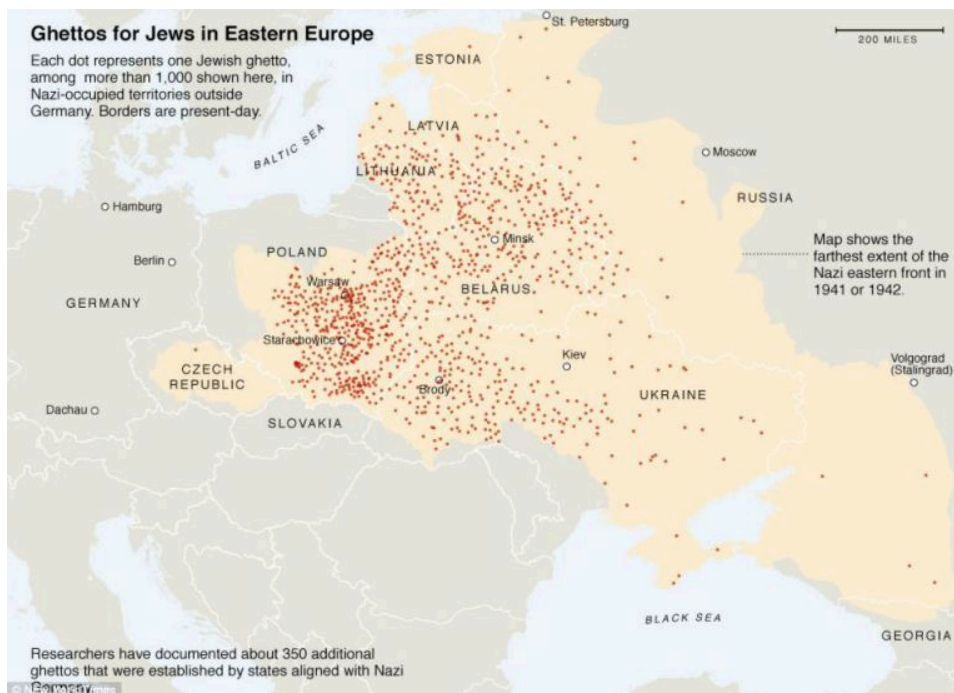 Ghettos for Jews in Eastern Europe
Each dot represents one Jewish ghetto,
among more than 1,000 shown here, in
Nazi-occupied territories outside
Germany. Borders are present-day.
St. Petersburg
200 MILES
ESTONIA
BALTIC SEA
LATVIA
Moscow
LITHUANIA
RUSSIA
Hamburg
Minsk
Map shows the
farthest extent of the
Nazi eastern front in
1941 or 1942.
POLAND
Berlin
Warsaw
BELARUS
GERMANY
Starachowice
Kiev
Volgograd
(Stalingrad)
CZECH
REPUBLIC
Brody
UKRAINE
Dachau
SLOVAKIA
BLACK SEA
GEORGIA
Researchers have documented about 350 additional
ghettos that were established by states aligned with Nazi
Germany.
© New York Times